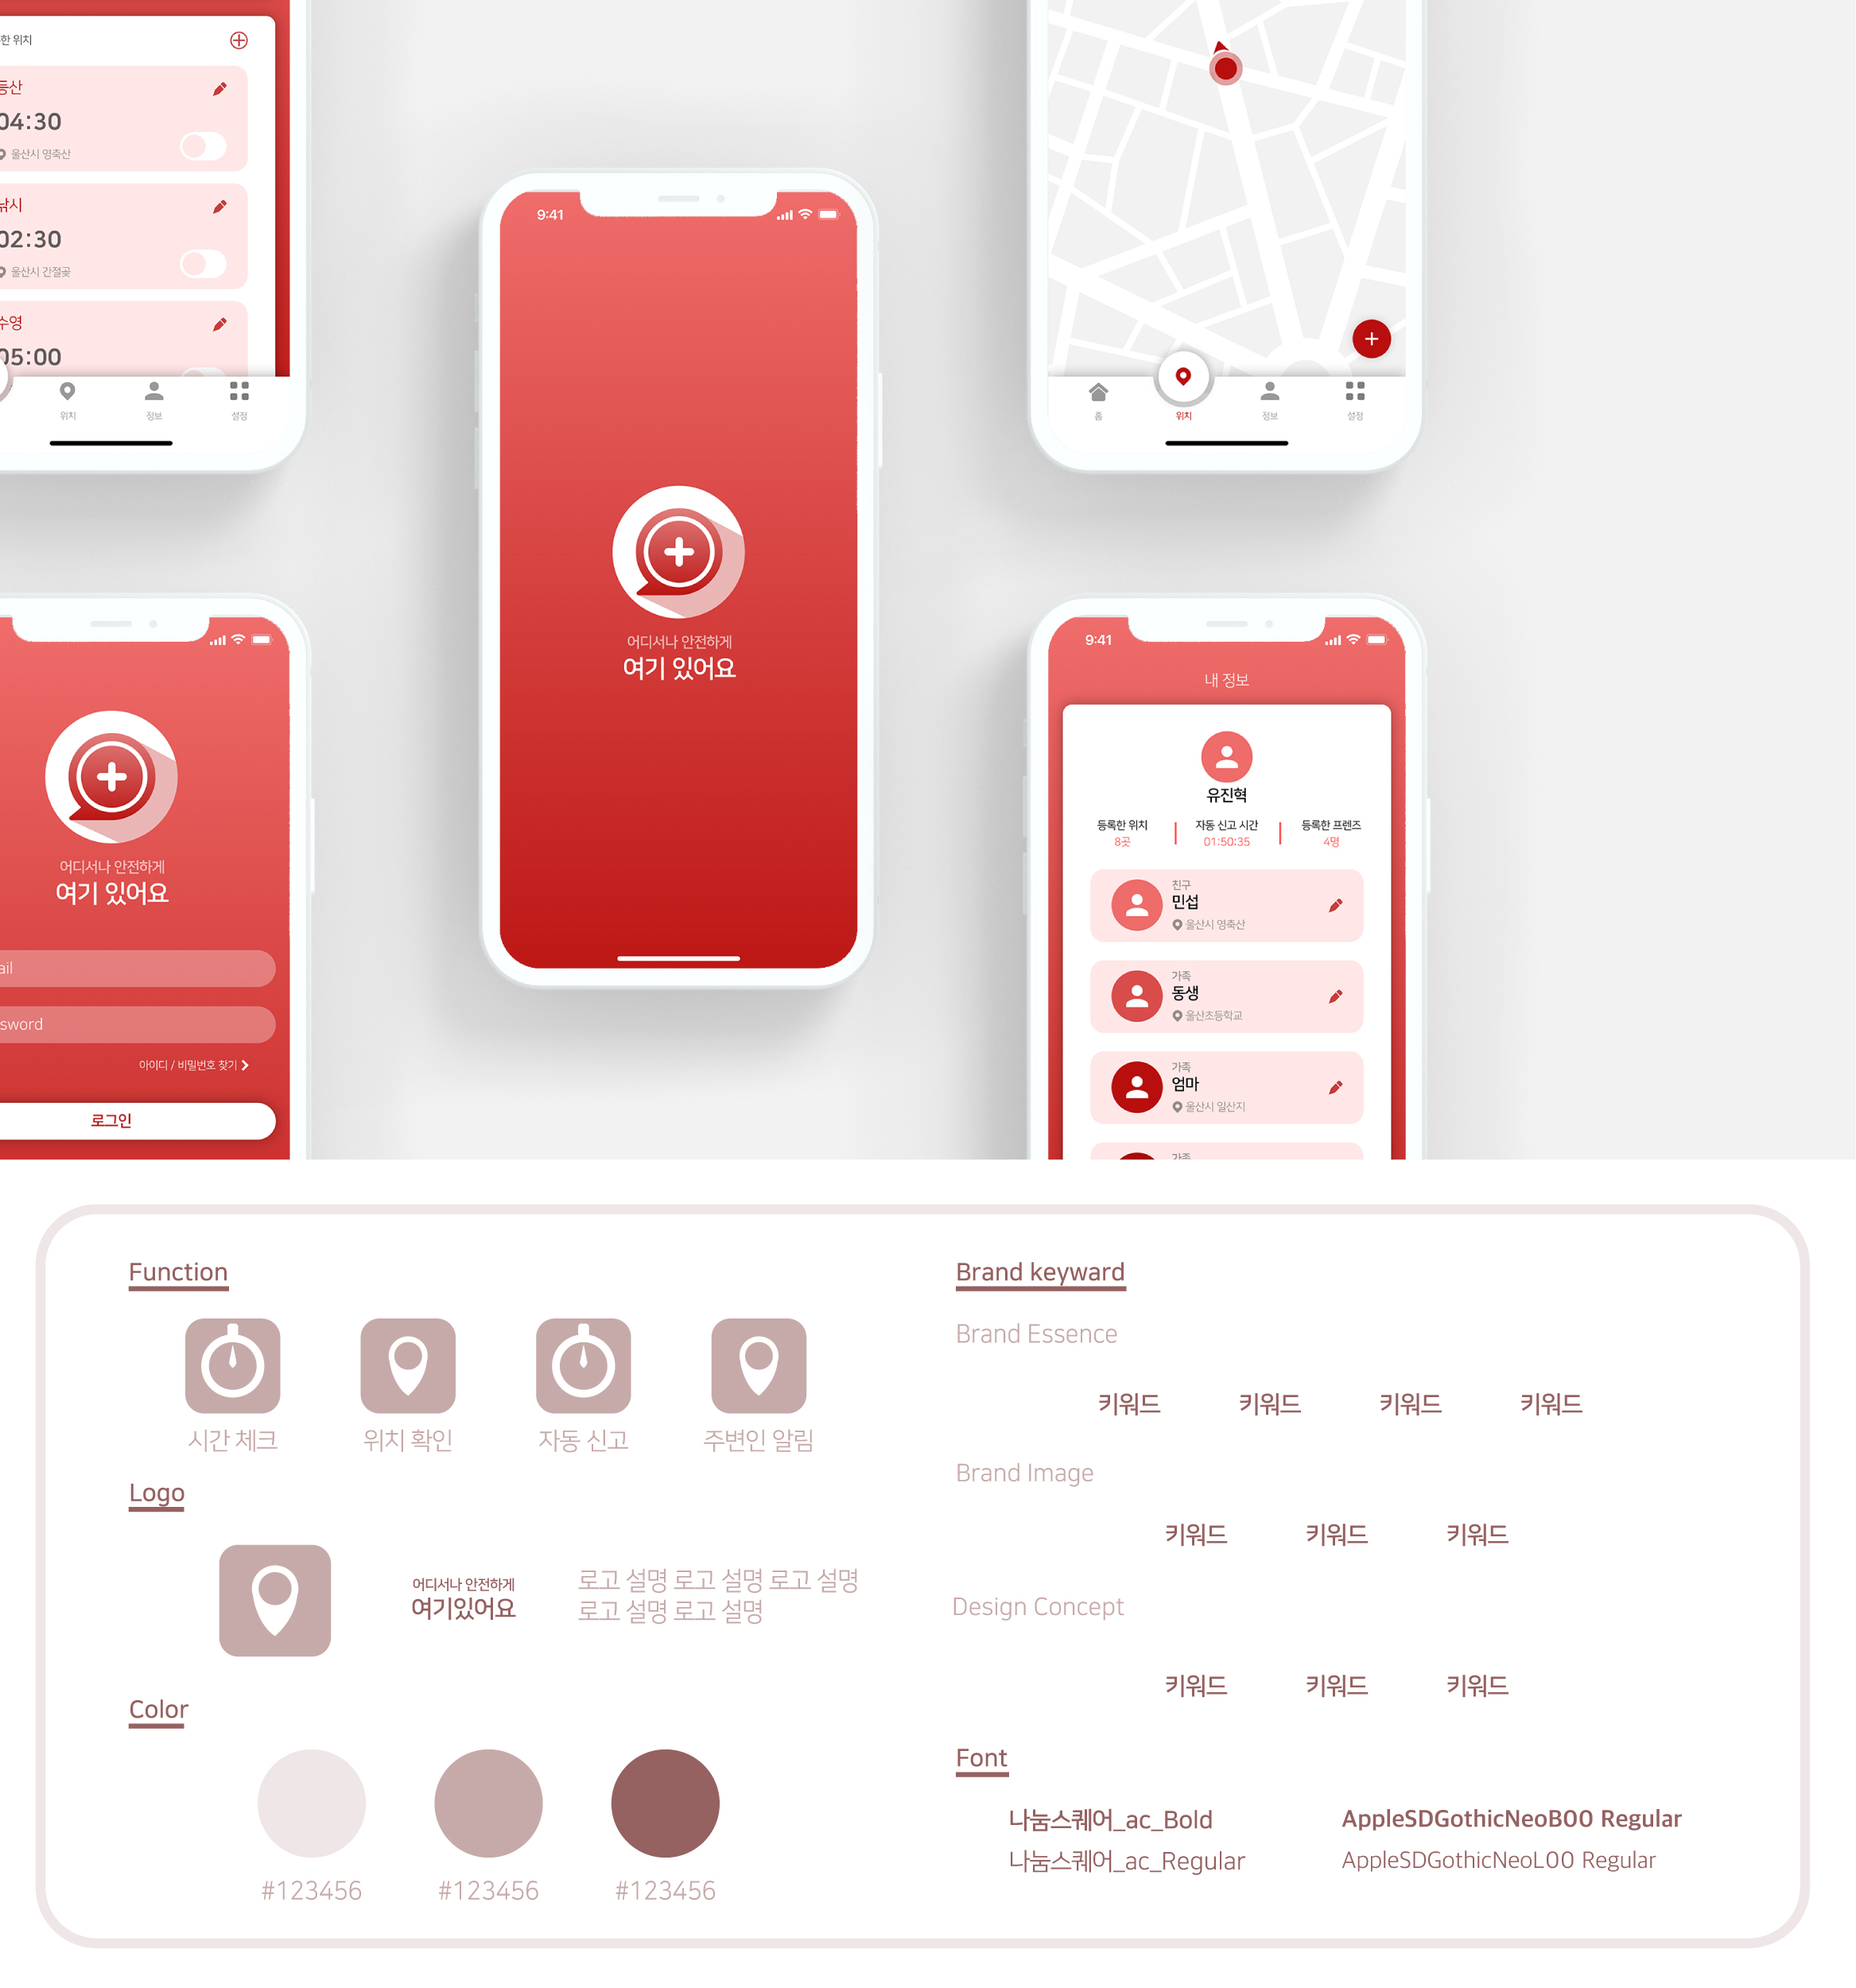 한 위치
등산
04:30
울산시 영축산
낚시
02:30
울산시 간절곶
수영
05:00
위치
정보
설정
9:41
어디서나 안전하게
여기 있어요
홈
위치
정보
설정
어디서나 안전하게
여기 있어요
ail
sword
아이디 / 비밀번호 찾기
로그인
9:41
내 정보
유진혁
등록한 위치
8곳
자동 신고 시간
01:50:35
등록한 프렌즈
4명
친구
민섭
울산시 영축산
가족
동생
울산초등학교
가족
엄마
울산시 일산지
가족
Function
시간 체크
위치 확인
자동 신고
주변인 알림
Logo
어디서나 안전하게
여기있어요
로고 설명 로고 설명 로고 설명
로고 설명 로고 설명
Color
#123456
#123456
#123456
Brand keyward
Brand Essence
키워드 키워드 키워드 키워드
Brand Image
키워드 키워드 키워드
Design Concept
키워드 키워드 키워드
Font
나눔스퀘어_ac_Bold
나눔스퀘어_ac_Regular
AppleSDGothicNeoB00 Regular
AppleSDGothicNeoL00 Regular